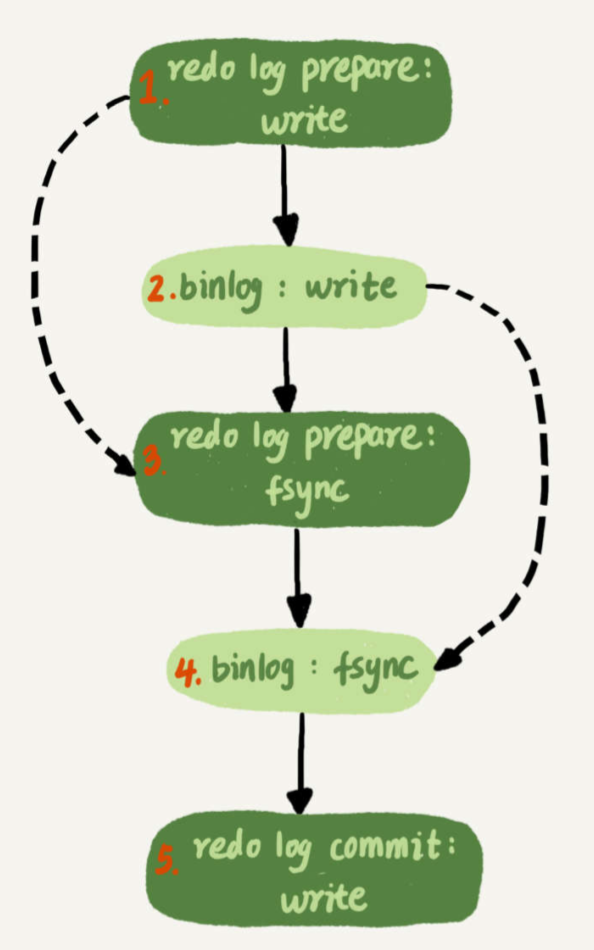 1. redo log prepare:
write
2. binlog : write
3. redo log prepare:
fsync
4. binlog : fsync
5. redo log commit:
write